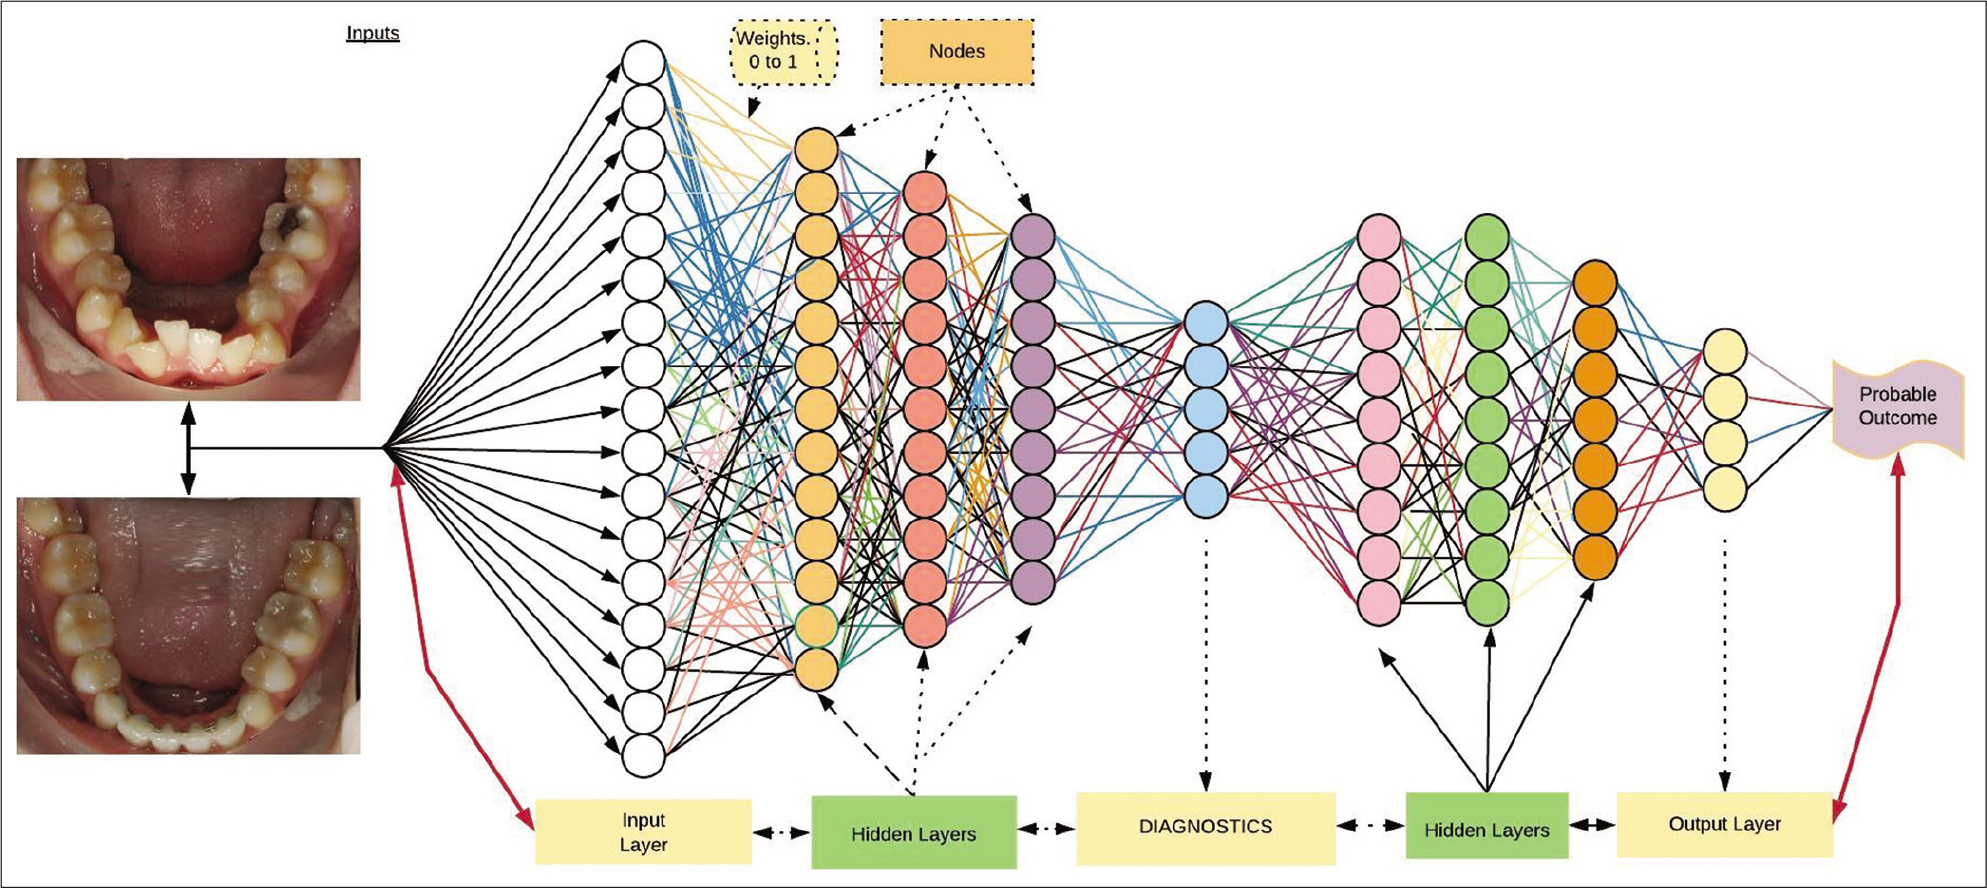 Inputs
Weights.
0 to 1
Nodes
Probable
Outcome
Input
Layer
Hidden Layers
DIAGNOSTICS
Hidden Layers
Output Layer